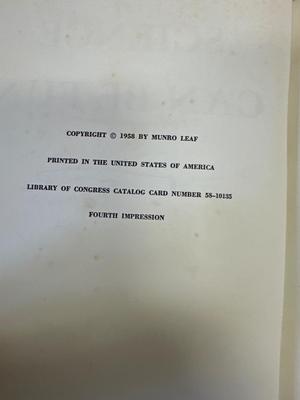 COPYRIGHT © 1958 BY MUNRO LEAF
PRINTED IN THE UNITED STATES OF AMERICA
LIBRARY OF CONGRESS CATALOG CARD NUMBER 58-10135
FOURTH IMPRESSION